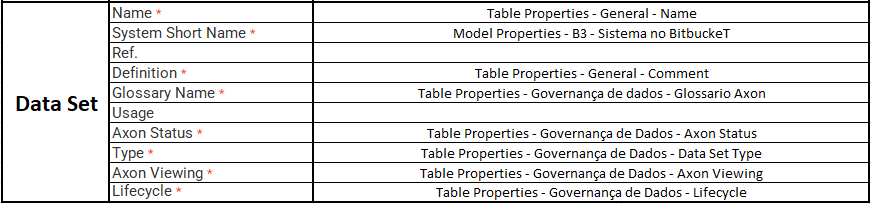 Data Set
Name * Table Properties - General - Name
System Short Name * Model Properties - B3 - Sistema no BitbuckeT
Ref.
Definition * Table Properties - General - Comment
Glossary Name * Table Properties - Governança de dados - Glossario Axon
Usage
Axon Status * Table Properties - Governança de Dados - Axon Status
Type * Table Properties - Governança de Dados - Data Set Type
Axon Viewing * Table Properties - Governança de Dados - Axon Viewing
Lifecycle * Table Properties - Governança de Dados - Lifecycle